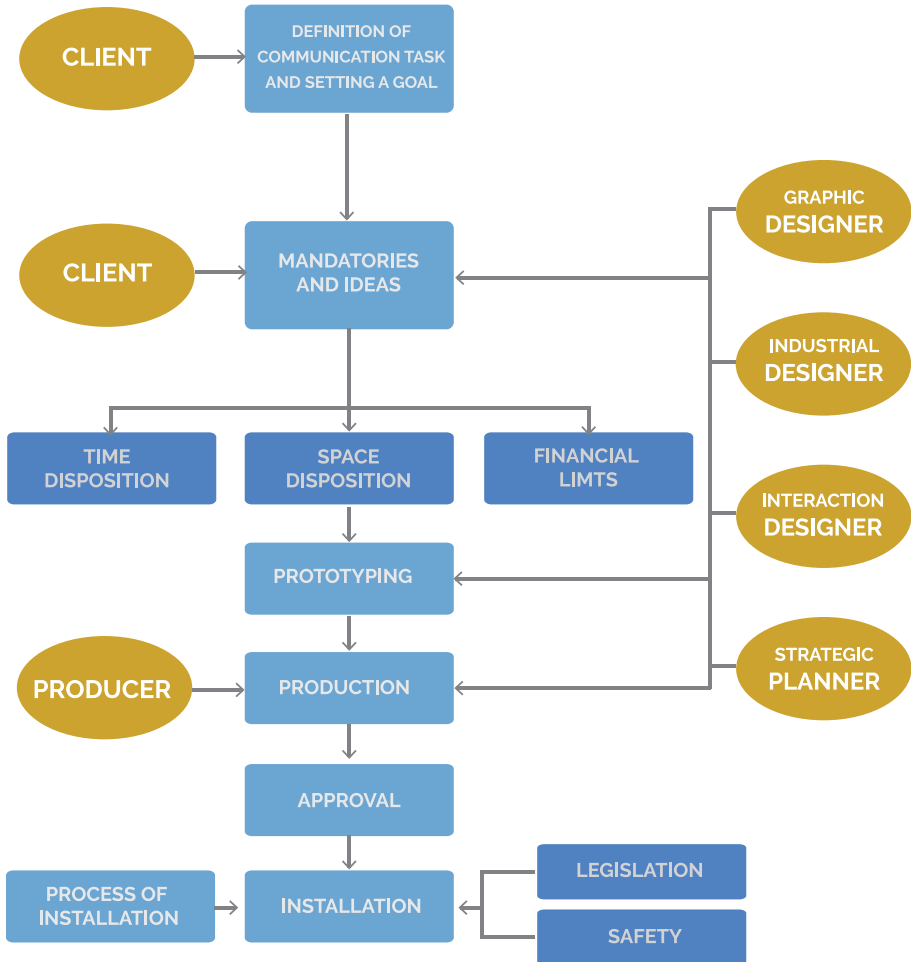 CLIENT
DEFINITION OF
COMMUNICATION TASK
AND SETTING A GOAL
CLIENT
MANDATORIES
AND IDEAS
GRAPHIC
DESIGNER
INDUSTRIAL
DESIGNER
TIME
DISPOSITION
SPACE
DISPOSITION
FINANCIAL
LIMTS
INTERACTION
DESIGNER
PROTOTYPING
STRATEGIC
PLANNER
PRODUCER
PRODUCTION
APPROVAL
PROCESS OF
INSTALLATION
INSTALLATION
LEGISLATION
SAFETY